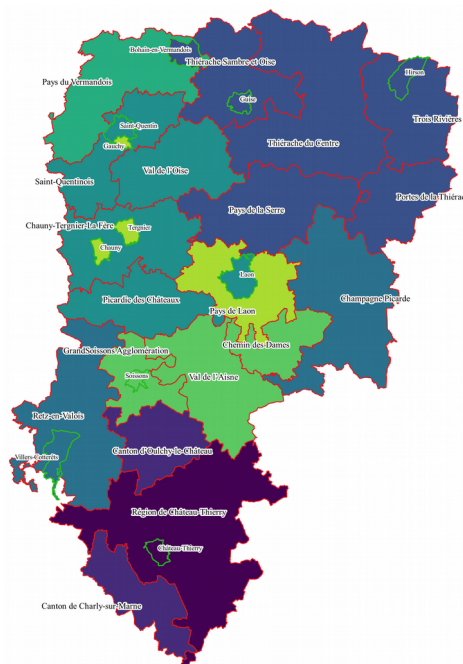 Bohain-en-Vermandois
Thiérache Sambre et Oise
Hirson
Pays du Vermandois
Guise
Trois Rivières
Saint-Quentin
Gauchy
Thiérache du Centre
Val de l'Oise
Saint-Quentinois
Portes de la Thiérac
Pays de la Serre
Chauny-Tergnier-La Fère
Tergnier
Chauny
Laon
Champagne Picarde
Picardie des Châteaux
Pays de Laon
Chemin des Dames
GrandSoissons Agglomération
Soissons
Val de l'Aisne
Retz-en-Valois
Canton d'Oulchy-le-Château
Villers-Cotterêts
Région de Château-Thierry
Château-Thierry
Canton de Charly-sur-Marne